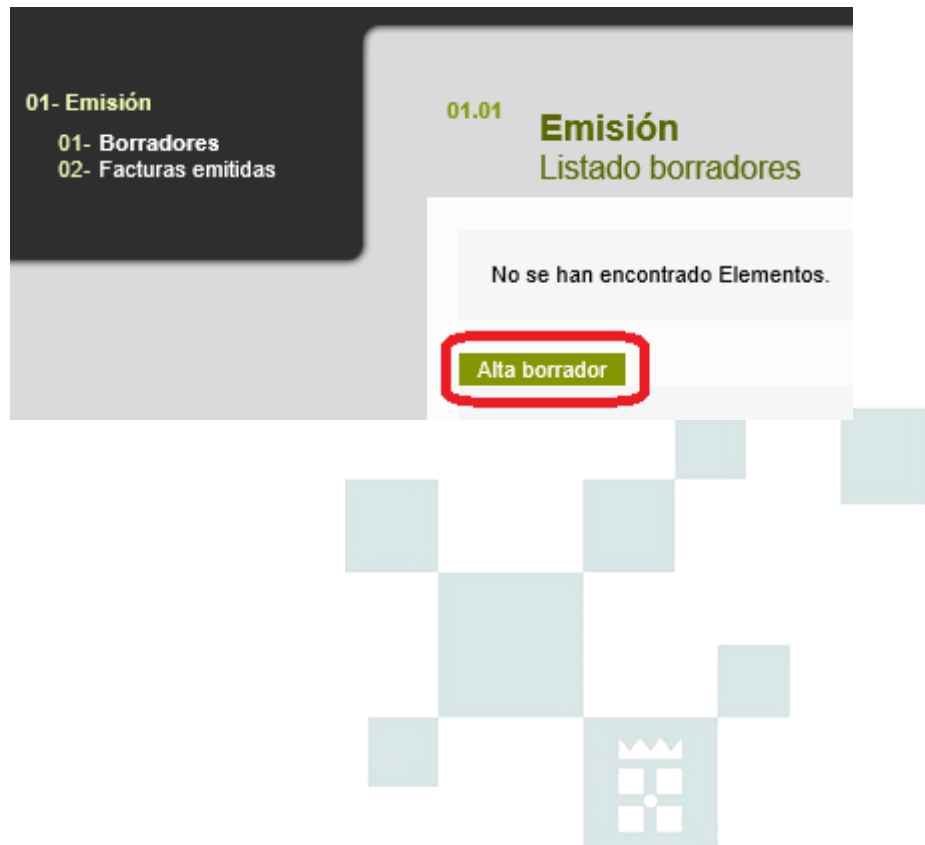 01- Emisión
01- Borradores
02- Facturas emitidas
01.01
Emisión
Listado borradores
No se han encontrado Elementos.
Alta borrador